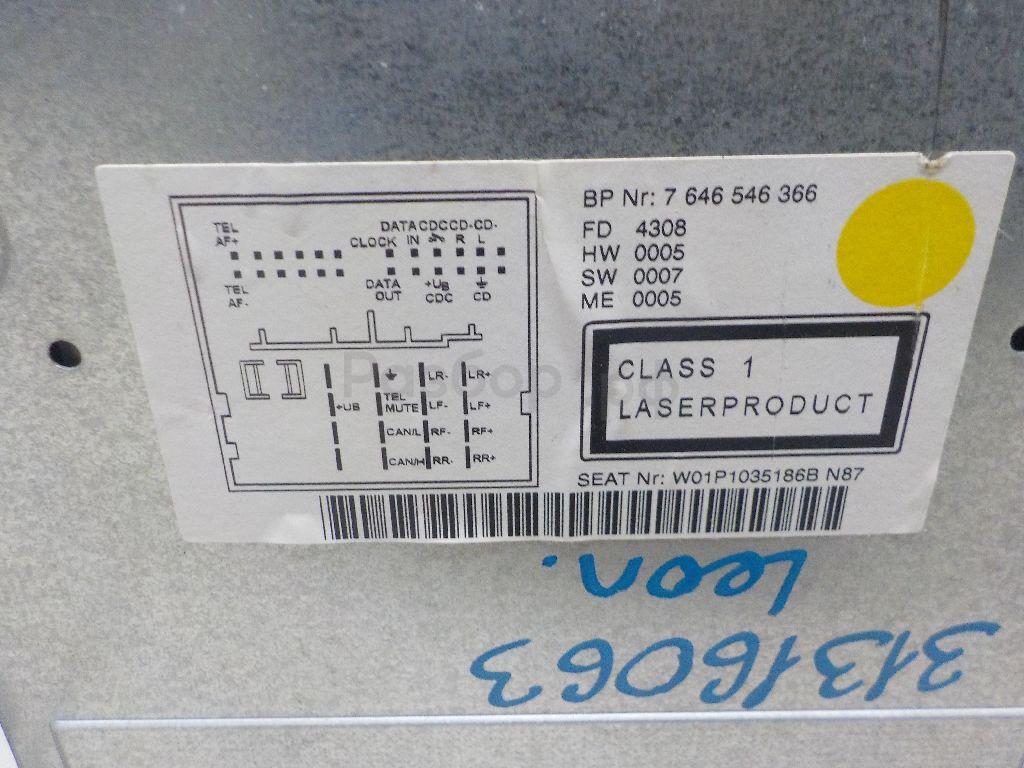 TEL
AF+
DATA CDC CD- CD-
CLOCK IN R L
TEL
AF-
DATA
OUT
+UB
CDC
CD
LR- LR+
+UB TEL
MUTE LF- LF+
CAN/L RF- RF+
CAN/H RR- RR+
BP Nr: 7 646 546 366
FD 4308
HW 0005
SW 0007
ME 0005
CLASS 1
LASERPRODUCT
SEAT Nr: W01P1035186B N87
Leon.
31316063